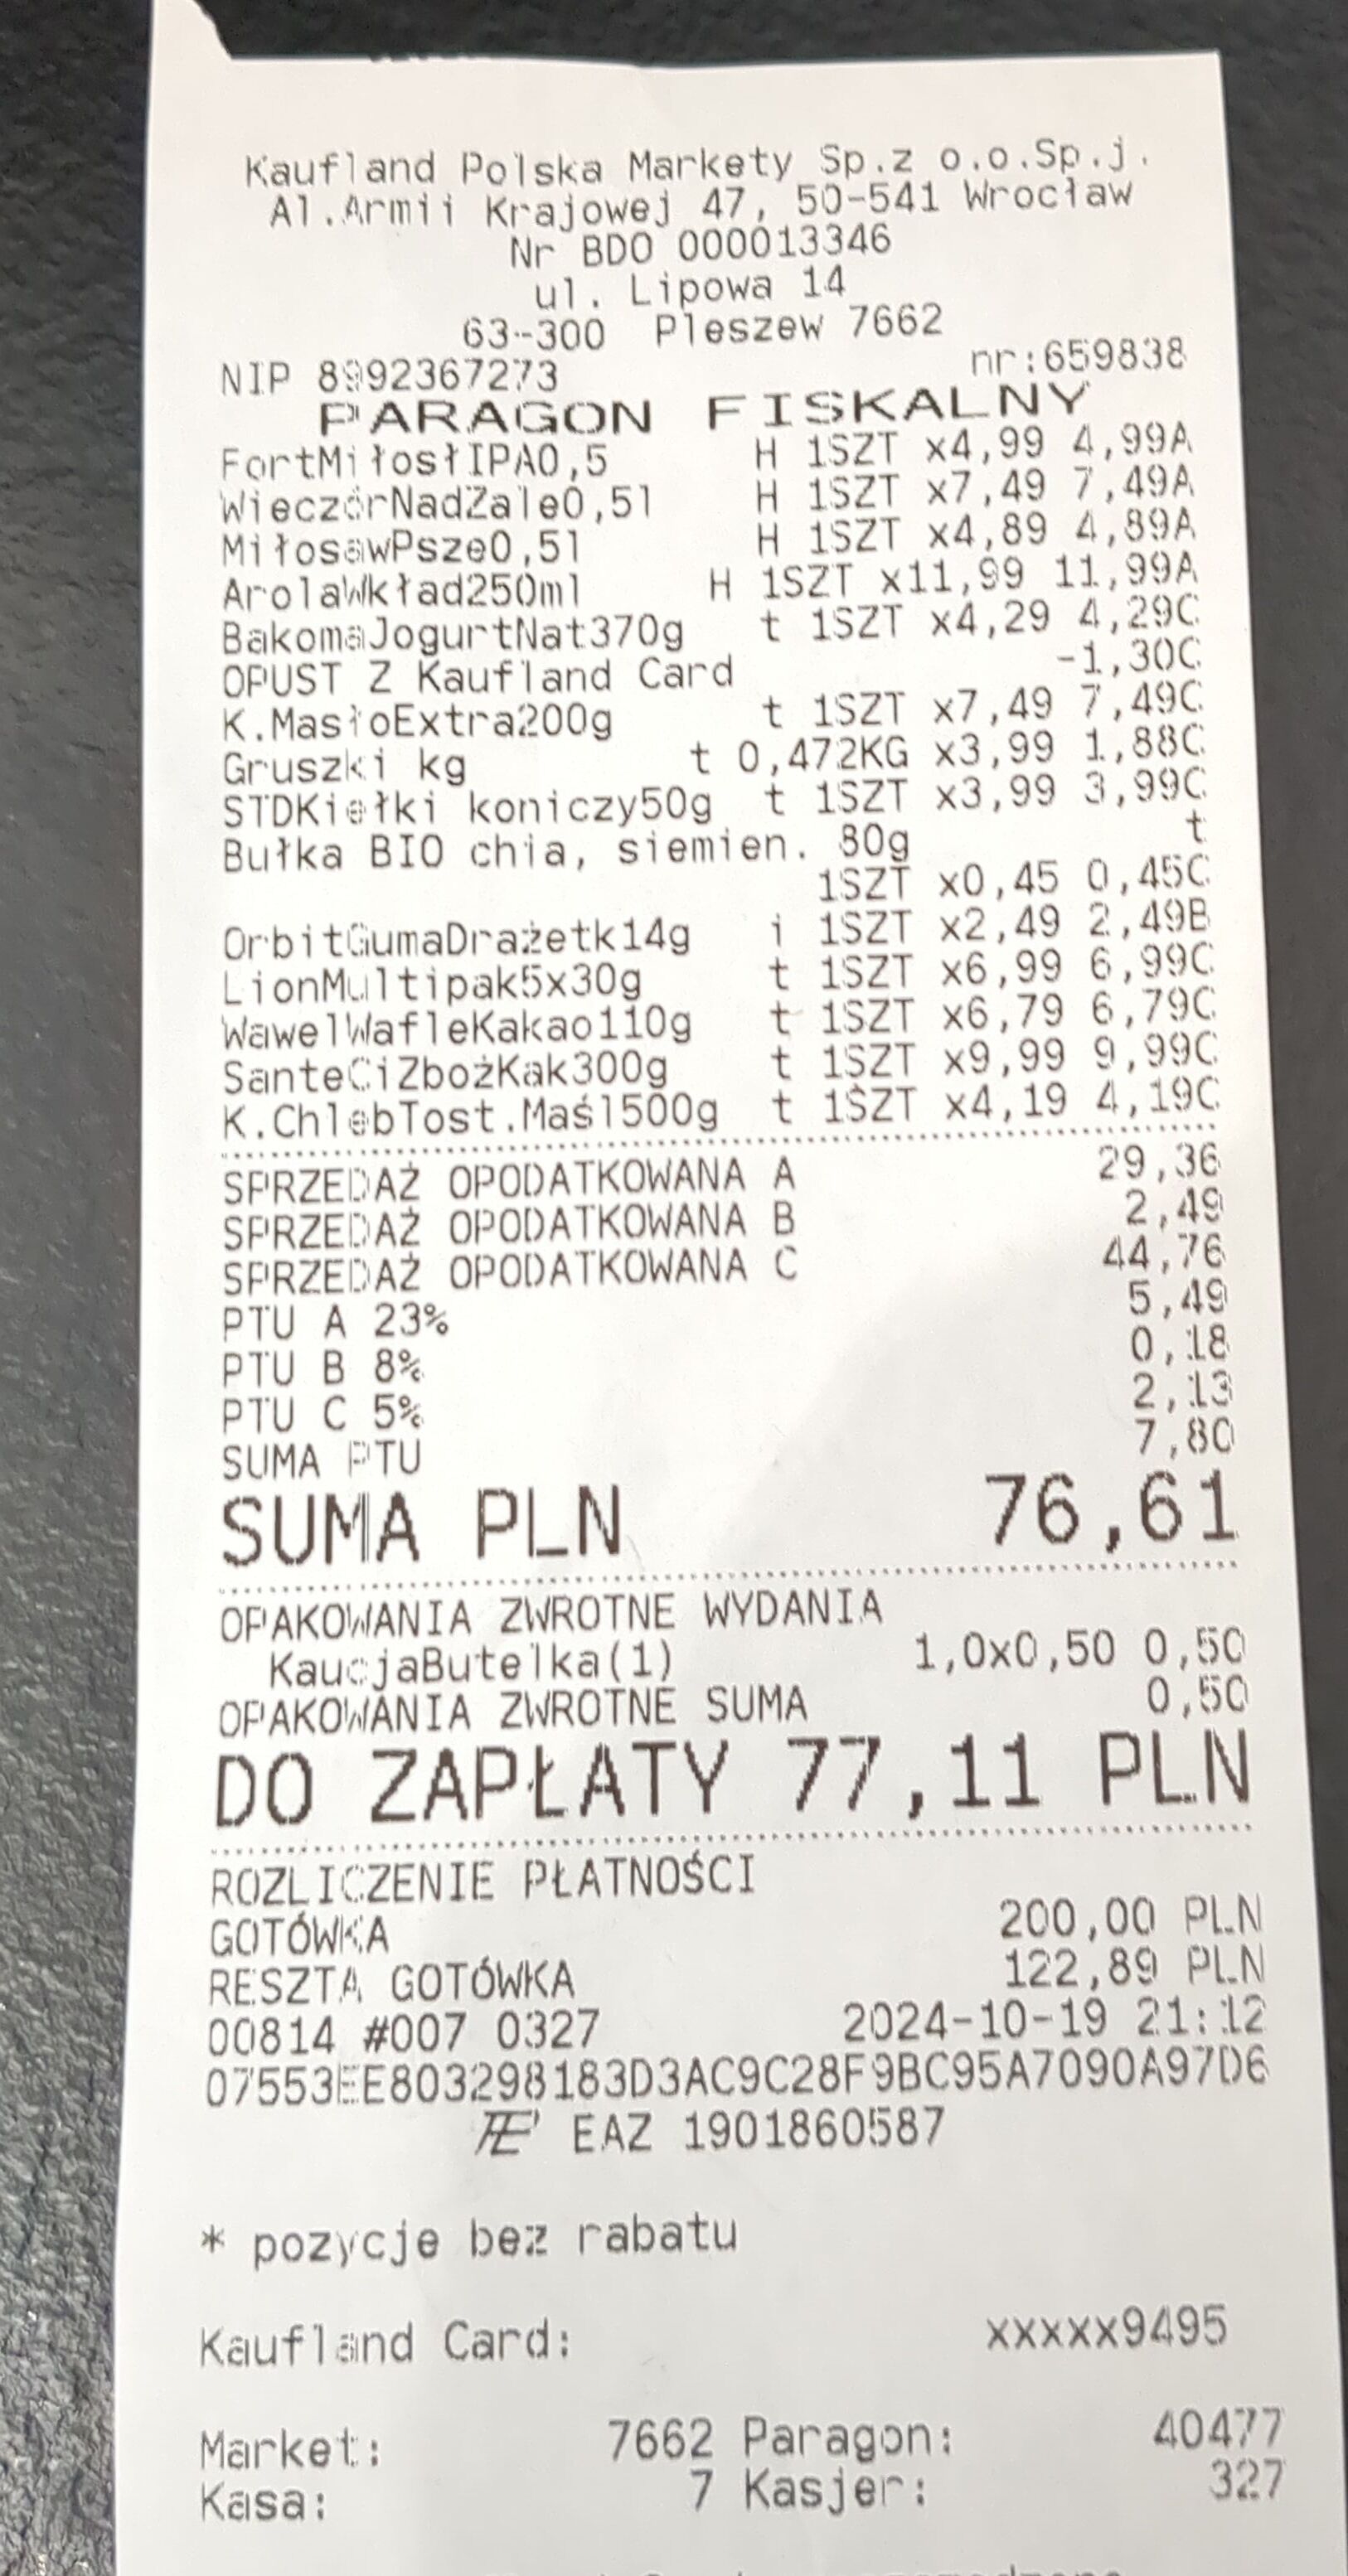 Kaufland Polska Markety Sp.z o.o.Sp.j.
Al.Armii Krajowej 47, 50-541 Wrocław
Nr BDO 000013346
ul. Lipowa 14
63-300 Pleszew 7662
NIP 8992367273 nr:659838
PARAGON FISKALNY
FortMiłosłIPA0,5 H 1SZT x4,99 4,99A
WieczórNadZale0,5l H 1SZT x7,49 7,49A
MiłosawPsze0,5l H 1SZT x4,89 4,89A
ArolaWkład250ml H 1SZT x11,99 11,99A
BakomaJogurtNat370g t 1SZT x4,29 4,29C
OPUST Z Kaufland Card -1,30C
K.MasłoExtra200g t 1SZT x7,49 7,49C
Gruszki kg t 0,472KG x3,99 1,88C
STDKiełki koniczy50g t 1SZT x3,99 3,99C
Bułka BIO chia, siemien. 80g t
1SZT x0,45 0,45C
OrbitGumaDrażetk14g i 1SZT x2,49 2,49B
LionMultipak5x30g t 1SZT x6,99 6,99C
WawelWafleKakao110g t 1SZT x6,79 6,79C
SanteCiZbożKak300g t 1SZT x9,99 9,99C
K.ChlebTost.Maśl500g t 1SZT x4,19 4,19C
SPRZEDAŻ OPODATKOWANA A 29,36
SPRZEDAŻ OPODATKOWANA B 2,49
SPRZEDAŻ OPODATKOWANA C 44,76
PTU A 23% 5,49
PTU B 8% 0,18
PTU C 5% 2,13
SUMA PTU 7,80
SUMA PLN 76,61
OPAKOWANIA ZWROTNE WYDANIA
KaucjaButelka(1) 1,0x0,50 0,50
OPAKOWANIA ZWROTNE SUMA 0,50
DO ZAPŁATY 77,11 PLN
ROZLICZENIE PŁATNOŚCI
GOTÓWKA 200,00 PLN
RESZTA GOTÓWKA 122,89 PLN
00814 #007 0327 2024-10-19 21:12
07553EE803298183D3AC9C28F9BC95A7090A97D6
EAZ 1901860587
* pozycje bez rabatu
Kaufland Card: xxxxx9495
Market: 7662 Paragon: 40477
Kasa: 7 Kasjer: 327